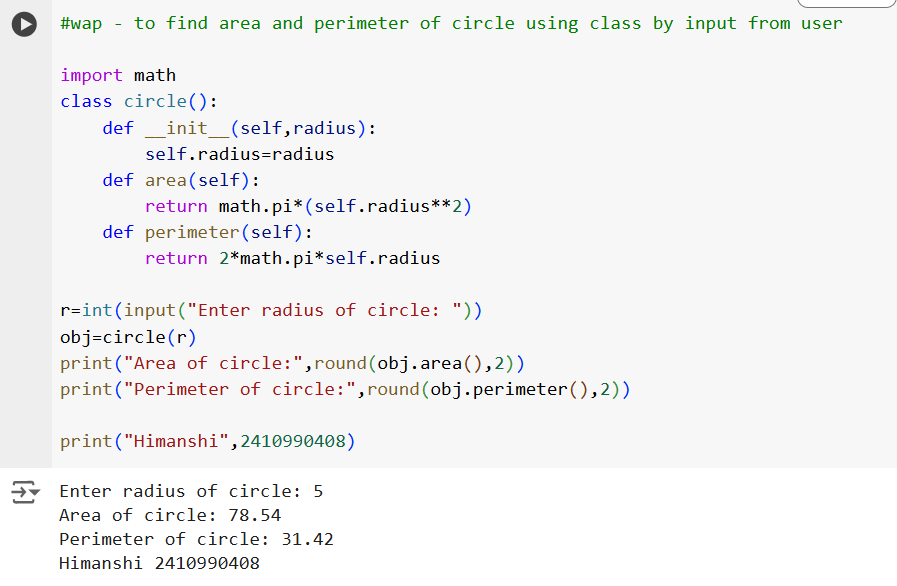 #wap - to find area and perimeter of circle using class by input from user
import math
class circle():
    def __init__(self,radius):
        self.radius=radius
    def area(self):
        return math.pi*(self.radius**2)
    def perimeter(self):
        return 2*math.pi*self.radius
r=int(input("Enter radius of circle: "))
obj=circle(r)
print("Area of circle:",round(obj.area(),2))
print("Perimeter of circle:",round(obj.perimeter(),2))
print("Himanshi",2410990408)
Enter radius of circle: 5
Area of circle: 78.54
Perimeter of circle: 31.42
Himanshi 2410990408